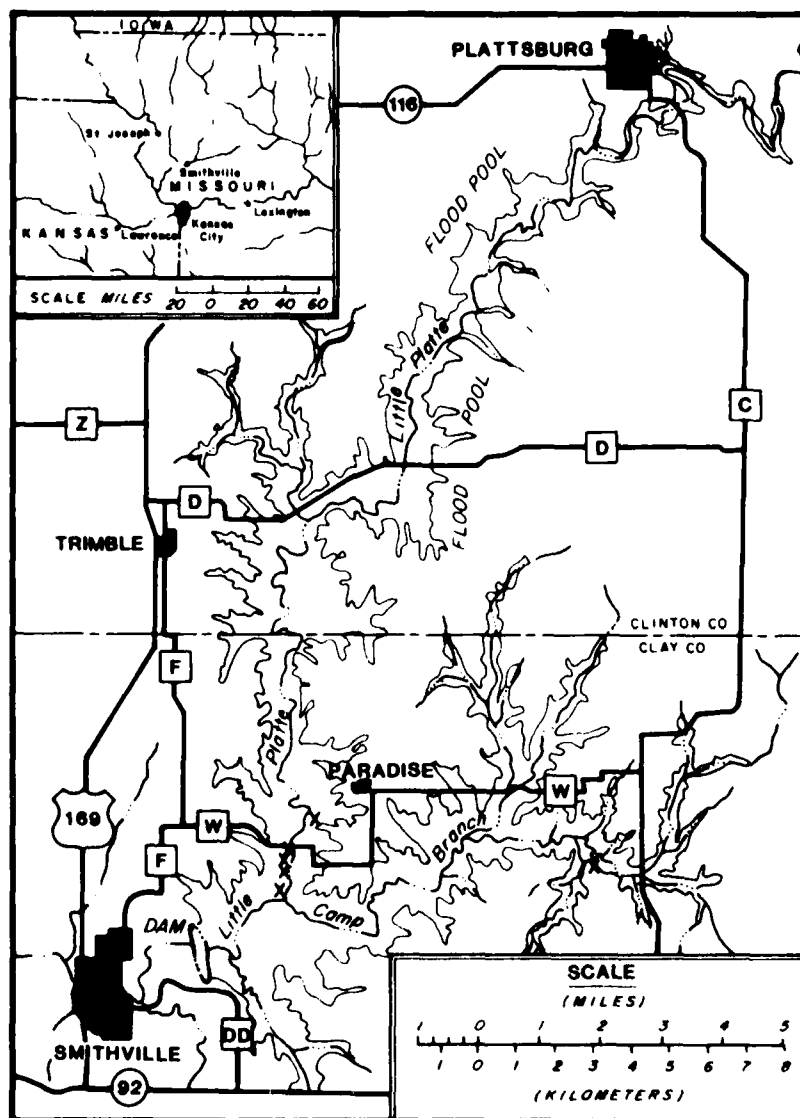 IOWA
St Joseph
Smithville
MISSOURI
Lexington
KANSAS
Lawrence
Kansas
City
SCALE MILES
20 0 20 40 60
PLATTSBURG
116
FLOOD POOL
Little Platte
FLOOD POOL
Z
C
D
D
TRIMBLE
CLINTON CO
CLAY CO
F
Platte
PARADISE
W
169
W
Branch
F
Little
Camp
DAM
SMITHVILLE
DD
92
SCALE
(MILES)
1 0 1 2 3 4 5
1 0 1 2 3 4 5 6 7 8
(KILOMETERS)